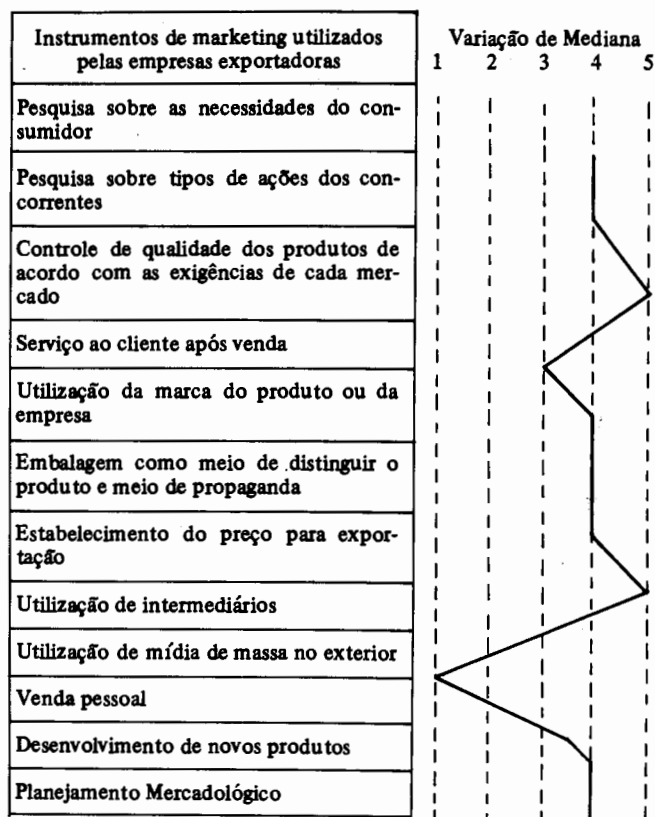 Instrumentos de marketing utilizados
pelas empresas exportadoras
Variação de Mediana
1 2 3 4 5
Pesquisa sobre as necessidades do con-
sumidor
Pesquisa sobre tipos de ações dos con-
correntes
Controle de qualidade dos produtos de
acordo com as exigências de cada mer-
cado
Serviço ao cliente após venda
Utilização da marca do produto ou da
empresa
Embalagem como meio de distinguir o
produto e meio de propaganda
Estabelecimento do preço para expor-
tação
Utilização de intermediários
Utilização de mídia de massa no exterior
Venda pessoal
Desenvolvimento de novos produtos
Planejamento Mercadológico